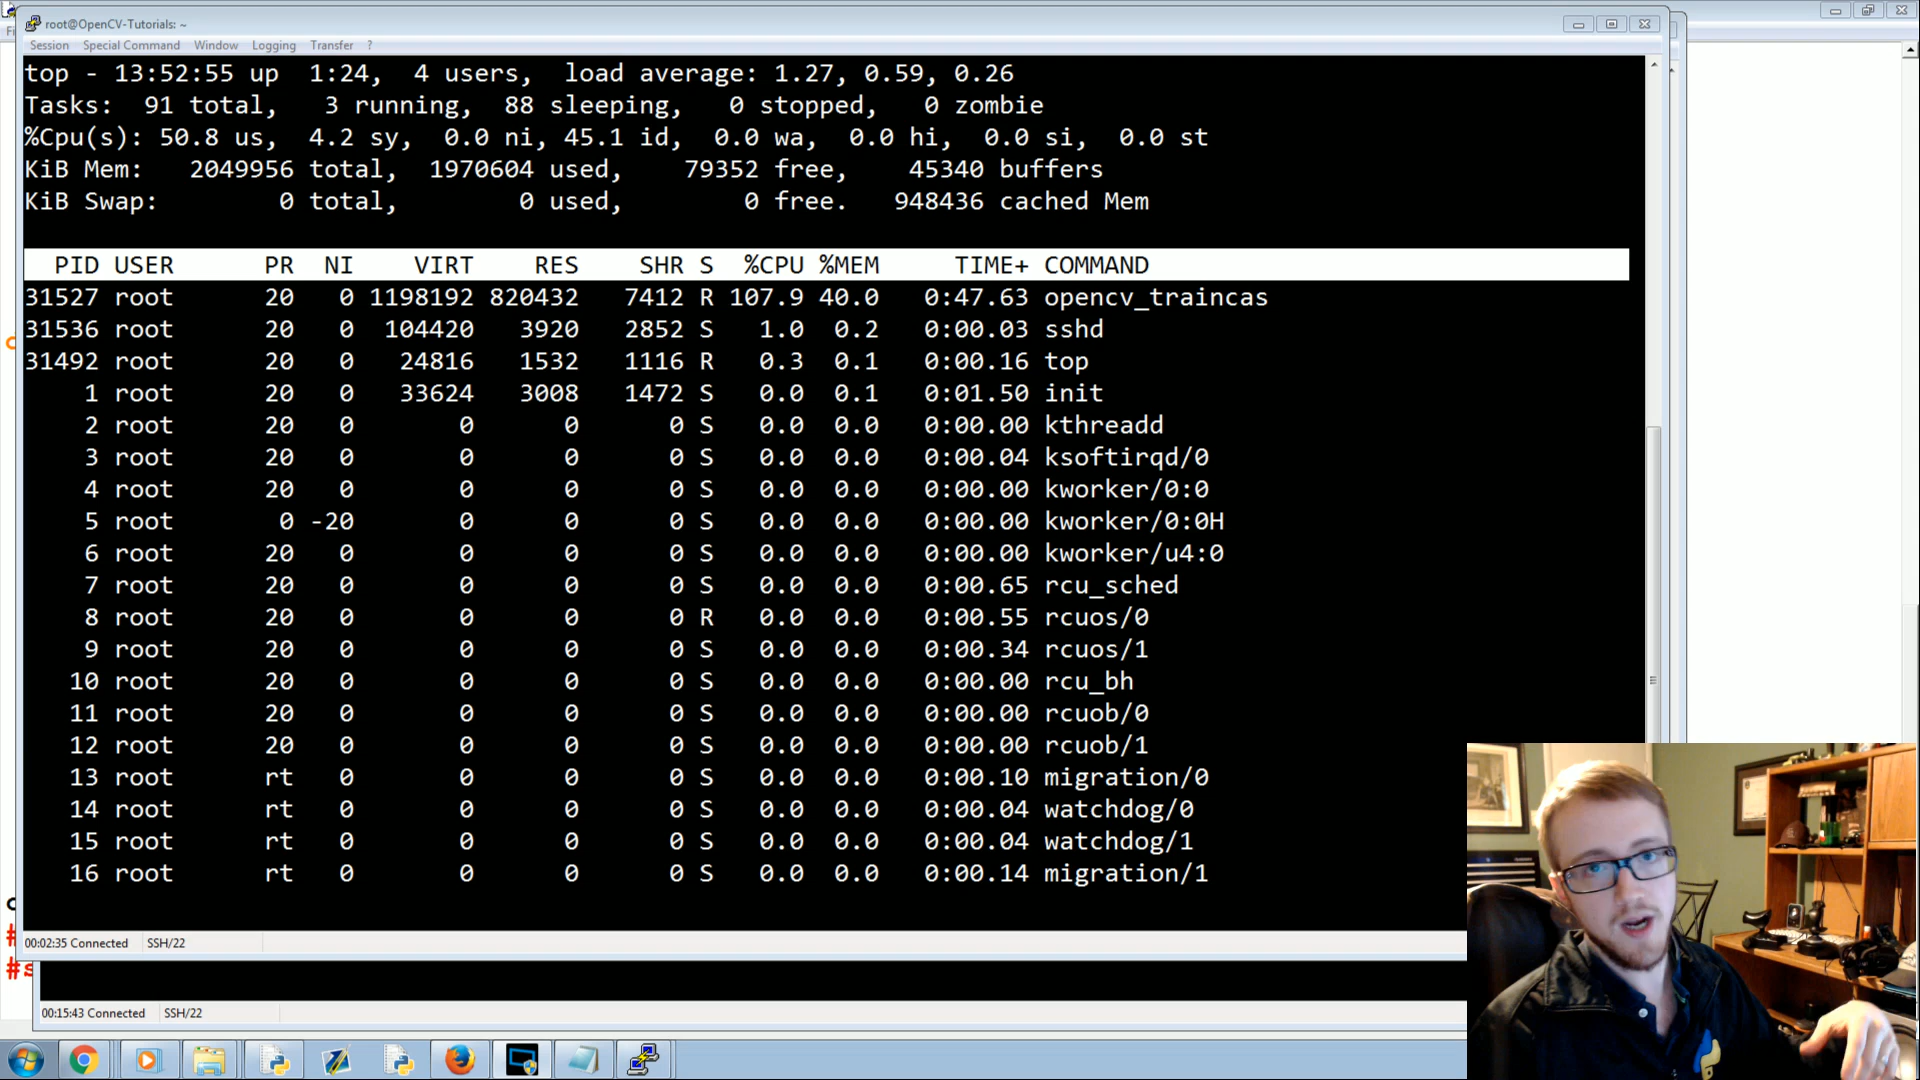 root@OpenCV-Tutorials: ~
Session Special Command Window Logging Transfer ?
top - 13:52:55 up 1:24, 4 users, load average: 1.27, 0.59, 0.26
Tasks: 91 total, 3 running, 88 sleeping, 0 stopped, 0 zombie
%Cpu(s): 50.8 us, 4.2 sy, 0.0 ni, 45.1 id, 0.0 wa, 0.0 hi, 0.0 si, 0.0 st
KiB Mem: 2049956 total, 1970604 used, 79352 free, 45340 buffers
KiB Swap: 0 total, 0 used, 0 free. 948436 cached Mem
PID USER PR NI VIRT RES SHR S %CPU %MEM TIME+ COMMAND
31527 root 20 0 1198192 820432 7412 R 107.9 40.0 0:47.63 opencv_traincas
31536 root 20 0 104420 3920 2852 S 1.0 0.2 0:00.03 sshd
31492 root 20 0 24816 1532 1116 R 0.3 0.1 0:00.16 top
1 root 20 0 33624 3008 1472 S 0.0 0.1 0:01.50 init
2 root 20 0 0 0 0 S 0.0 0.0 0:00.00 kthreadd
3 root 20 0 0 0 0 S 0.0 0.0 0:00.04 ksoftirqd/0
4 root 20 0 0 0 0 S 0.0 0.0 0:00.00 kworker/0:0
5 root 0 -20 0 0 0 S 0.0 0.0 0:00.00 kworker/0:0H
6 root 20 0 0 0 0 S 0.0 0.0 0:00.00 kworker/u4:0
7 root 20 0 0 0 0 S 0.0 0.0 0:00.65 rcu_sched
8 root 20 0 0 0 0 R 0.0 0.0 0:00.55 rcuos/0
9 root 20 0 0 0 0 S 0.0 0.0 0:00.34 rcuos/1
10 root 20 0 0 0 0 S 0.0 0.0 0:00.00 rcu_bh
11 root 20 0 0 0 0 S 0.0 0.0 0:00.00 rcuob/0
12 root 20 0 0 0 0 S 0.0 0.0 0:00.00 rcuob/1
13 root rt 0 0 0 0 S 0.0 0.0 0:00.10 migration/0
14 root rt 0 0 0 0 S 0.0 0.0 0:00.04 watchdog/0
15 root rt 0 0 0 0 S 0.0 0.0 0:00.04 watchdog/1
16 root rt 0 0 0 0 S 0.0 0.0 0:00.14 migration/1
00:02:35 Connected SSH/22
#s
00:15:43 Connected SSH/22